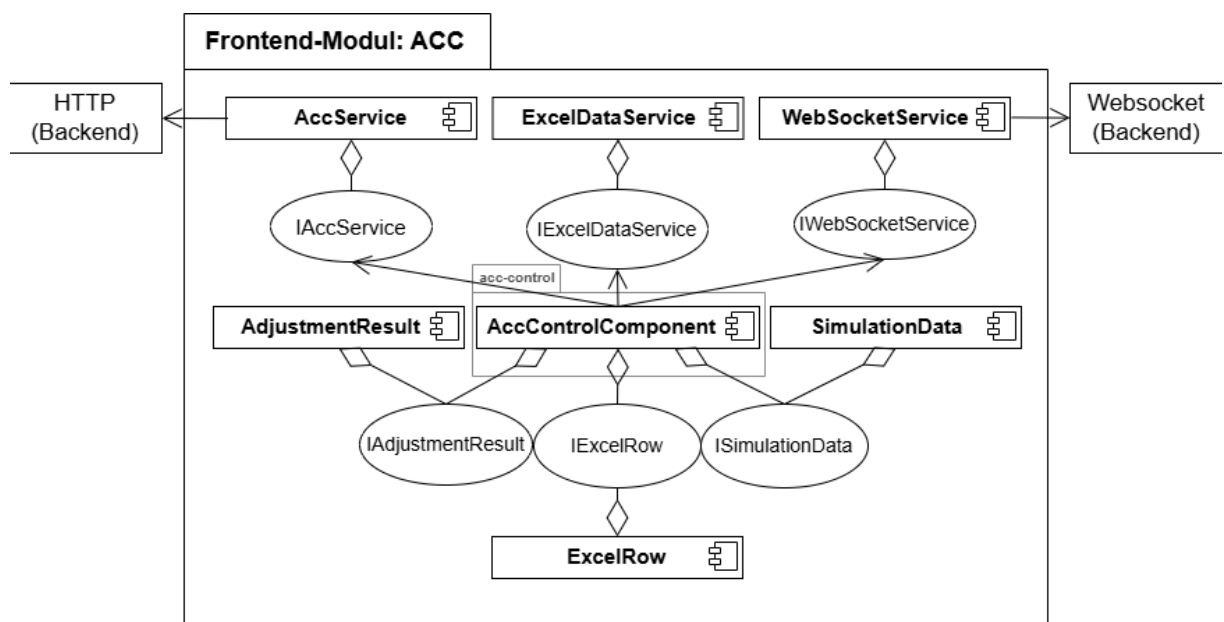 Frontend-Modul: ACC
HTTP
(Backend)
AccService
ExcelDataService
WebSocketService
Websocket
(Backend)
IAccService
IExcelDataService
IWebSocketService
acc-control
AdjustmentResult
AccControlComponent
SimulationData
IAdjustmentResult
IExcelRow
ISimulationData
ExcelRow